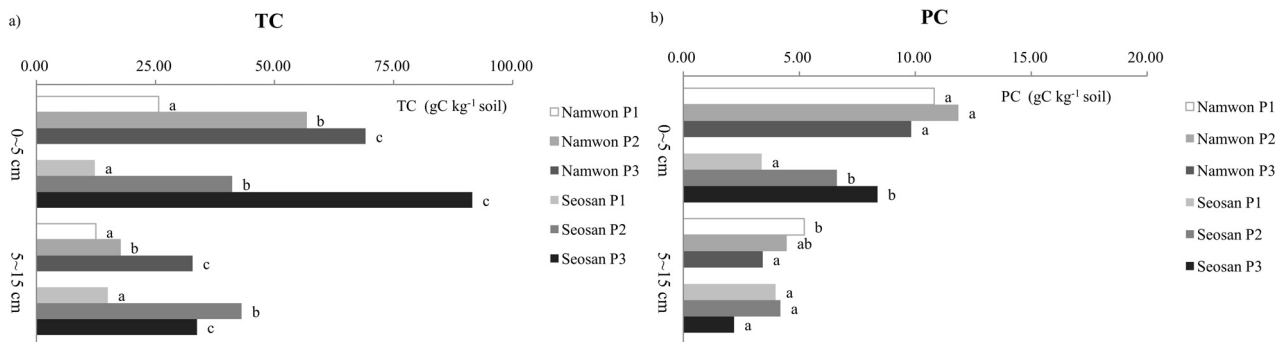 a)
TC
0.00 25.00 50.00 75.00 100.00
TC (gC kg⁻¹ soil)
0~5 cm
a
b
c
a
b
c
5~15 cm
a
b
c
a
b
c
Namwon P1
Namwon P2
Namwon P3
Seosan P1
Seosan P2
Seosan P3
b)
PC
0.00 5.00 10.00 15.00 20.00
PC (gC kg⁻¹ soil)
0~5 cm
a
a
a
a
b
b
5~15 cm
b
ab
a
a
a
a
Namwon P1
Namwon P2
Namwon P3
Seosan P1
Seosan P2
Seosan P3